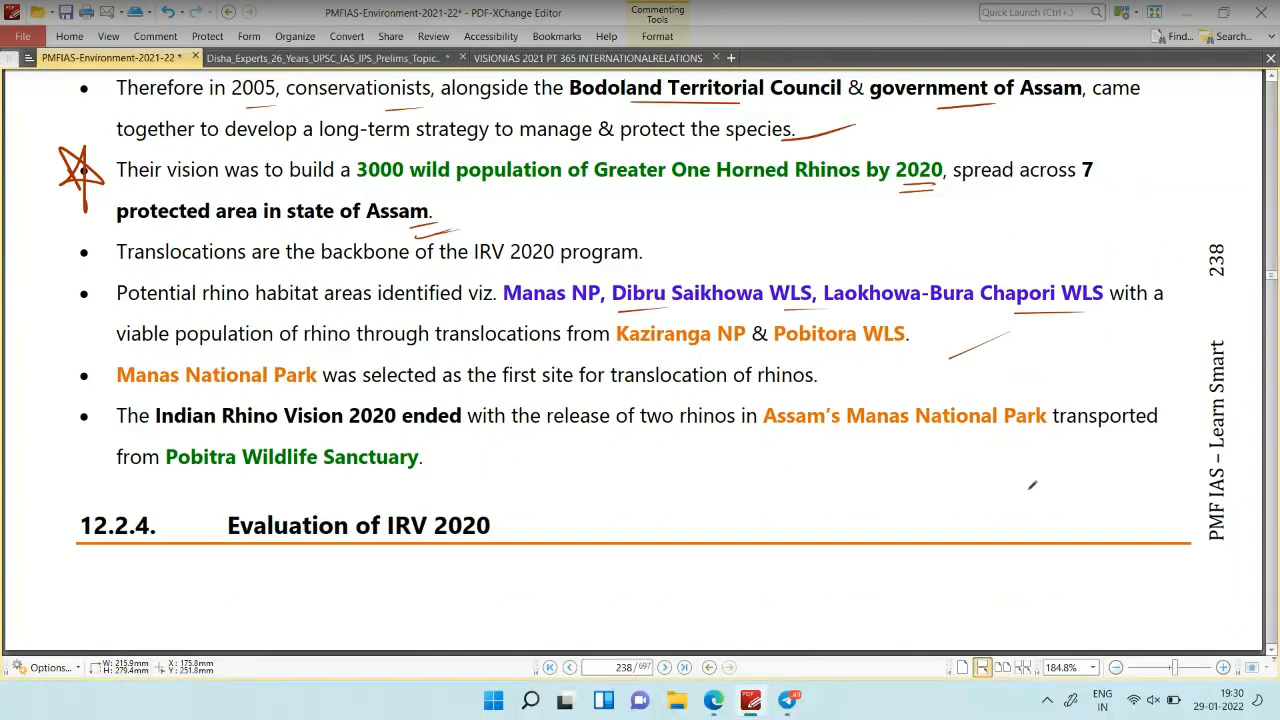 PMFIAS-Environment-2021-22* - PDF-XChange Editor
Commenting Tools
Quick Launch (Ctrl+.)
File Home View Comment Protect Form Organize Convert Share Review Accessibility Bookmarks Help Format Find... Search...
PMFIAS-Environment-2021-22 * Disha_Experts_26_Years_UPSC_IAS_IPS_Prelims_Topic... * VISIONIAS 2021 PT 365 INTERNATIONALRELATIONS
• Therefore in 2005, conservationists, alongside the Bodoland Territorial Council & government of Assam, came
together to develop a long-term strategy to manage & protect the species.
• Their vision was to build a 3000 wild population of Greater One Horned Rhinos by 2020, spread across 7
protected area in state of Assam.
• Translocations are the backbone of the IRV 2020 program.
• Potential rhino habitat areas identified viz. Manas NP, Dibru Saikhowa WLS, Laokhowa-Bura Chapori WLS with a
viable population of rhino through translocations from Kaziranga NP & Pobitora WLS.
• Manas National Park was selected as the first site for translocation of rhinos.
• The Indian Rhino Vision 2020 ended with the release of two rhinos in Assam's Manas National Park transported
from Pobitra Wildlife Sanctuary.
12.2.4. Evaluation of IRV 2020
PMF IAS – Learn Smart 238
Options... W: 215.9mm H: 279.4mm X: 175.8mm Y: 251.8mm 238 / 697 184.8%
49 ENG IN 19:30 29-01-2022